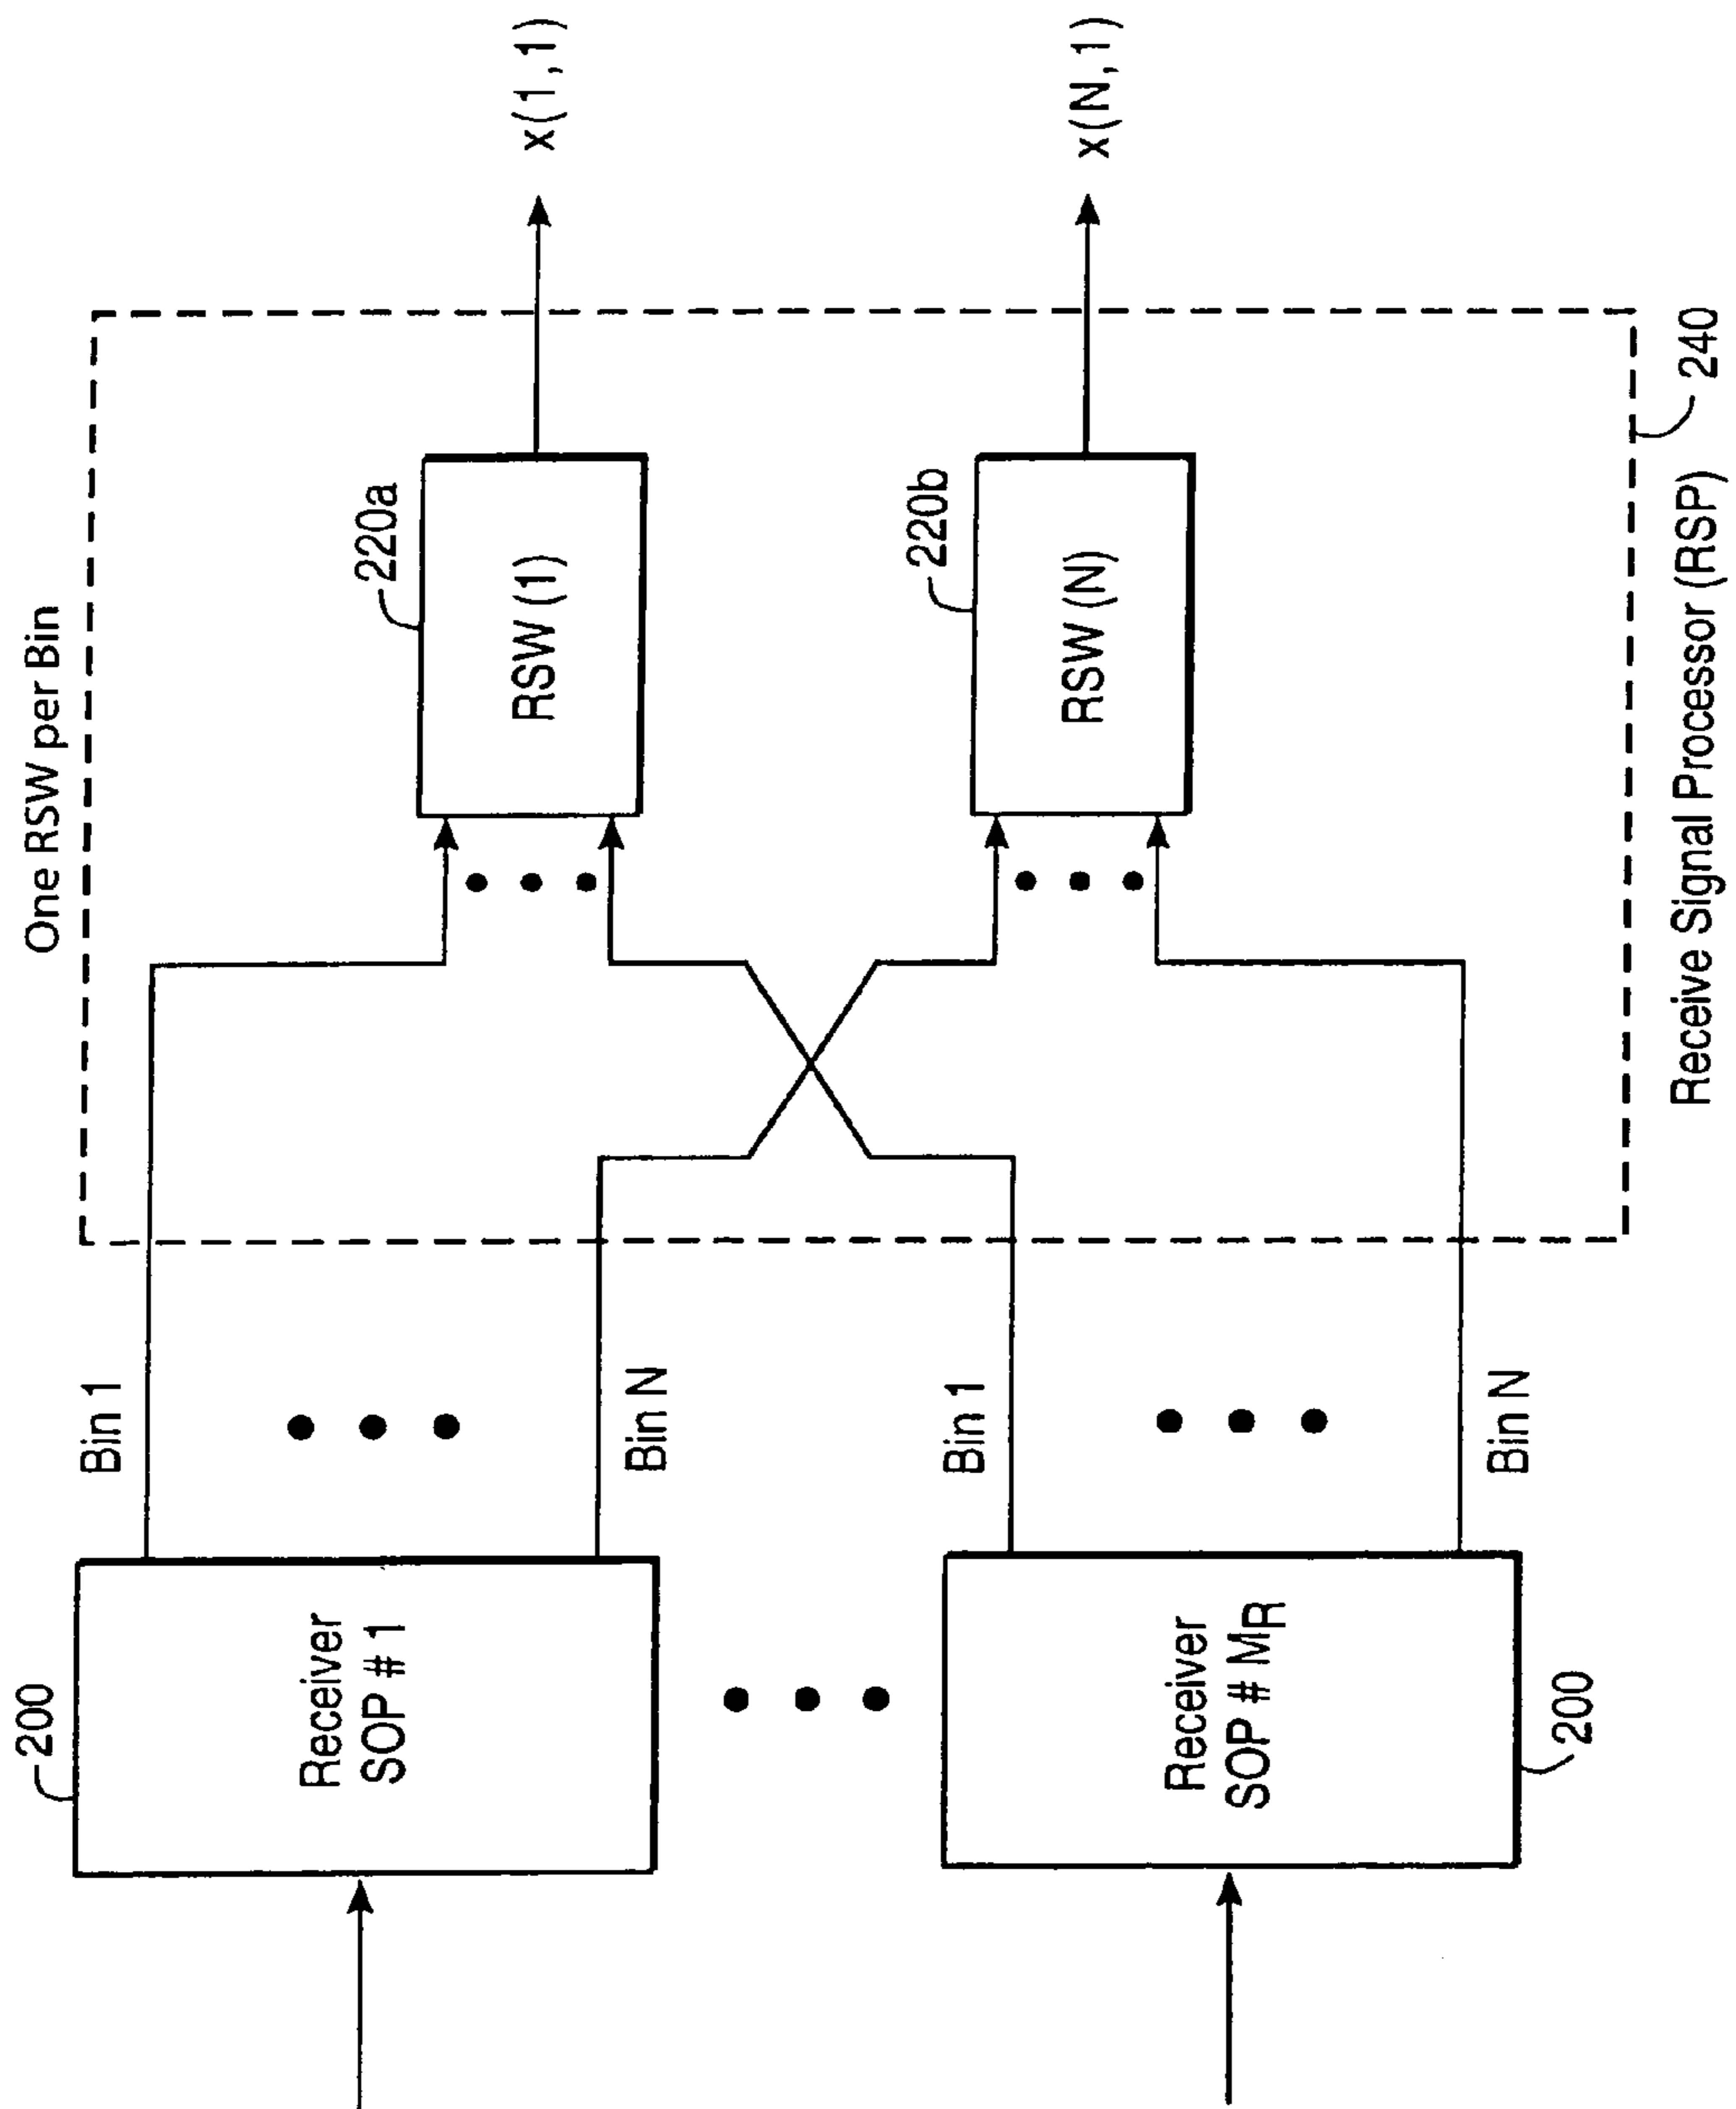 One RSW per Bin
200
Receiver
SOP # 1
Bin 1
Bin N
220a
RSW (1)
x(1,1)
Receiver
SOP # MR
200
Bin 1
Bin N
220b
RSW (N)
x(N,1)
240
Receive Signal Processor (RSP)